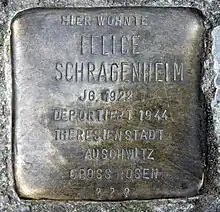 HIER WOHNTE
FELICE
SCHRAGENHEIM
JG. 1922
DEPORTIERT 1944
THERESIENSTADT
AUSCHWITZ
GROSS ROSEN
? ? ?